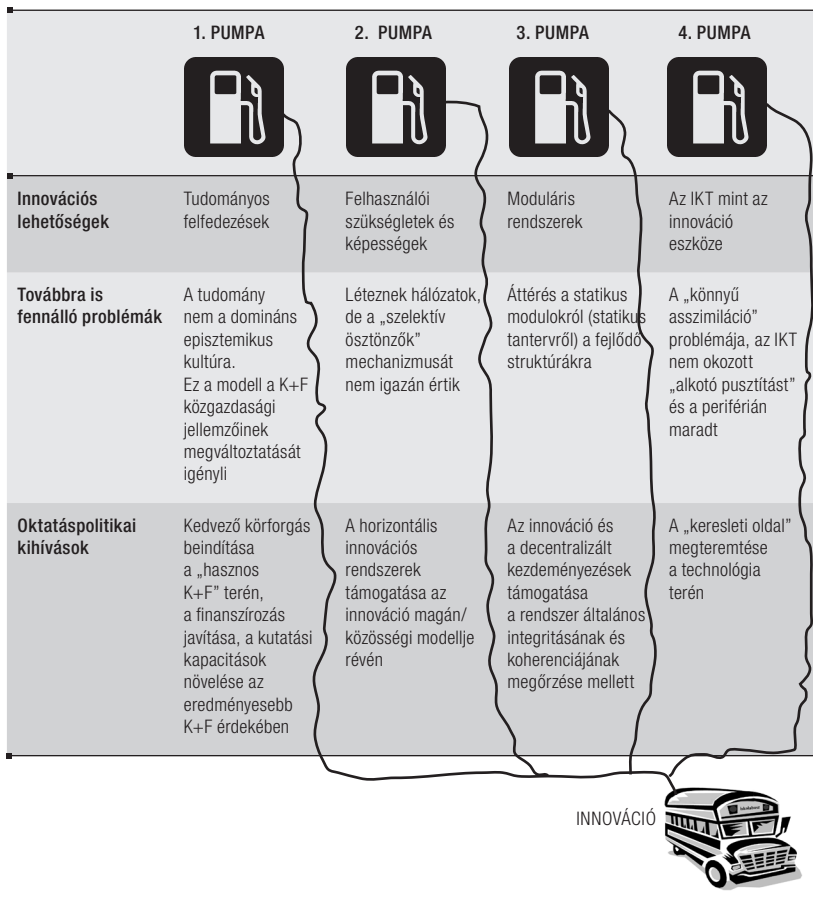 1. PUMPA
2. PUMPA
3. PUMPA
4. PUMPA
Innovációs
lehetőségek
Tudományos
felfedezések
Felhasználói
szükségletek és
képességek
Moduláris
rendszerek
Az IKT mint az
innováció
eszköze
Továbbra is
fennálló problémák
A tudomány
nem a domináns
episztemikus
kultúra.
Ez a modell a K+F
közgazdasági
jellemzőinek
megváltoztatását
igényli
Léteznek hálózatok,
de a „szelektív
ösztönzők”
mechanizmusát
nem igazán értik
Áttérés a statikus
modulokról (statikus
tantervről) a fejlődő
struktúrákra
A „könnyű
asszimiláció”
problémája, az IKT
nem okozott
„alkotó pusztítást”
és a periférián
maradt
Oktatáspolitikai
kihívások
Kedvező körforgás
beindítása
a „hasznos
K+F” terén,
a finanszírozás
javítása, a kutatási
kapacitások
növelése az
eredményesebb
K+F érdekében
A horizontális
innovációs
rendszerek
támogatása az
innováció magán/
közösségi modellje
révén
Az innováció és
a decentralizált
kezdeményezések
támogatása
a rendszer általános
integritásának és
koherenciájának
megőrzése mellett
A „keresleti oldal”
megteremtése
a technológia
terén
INNOVÁCIÓ